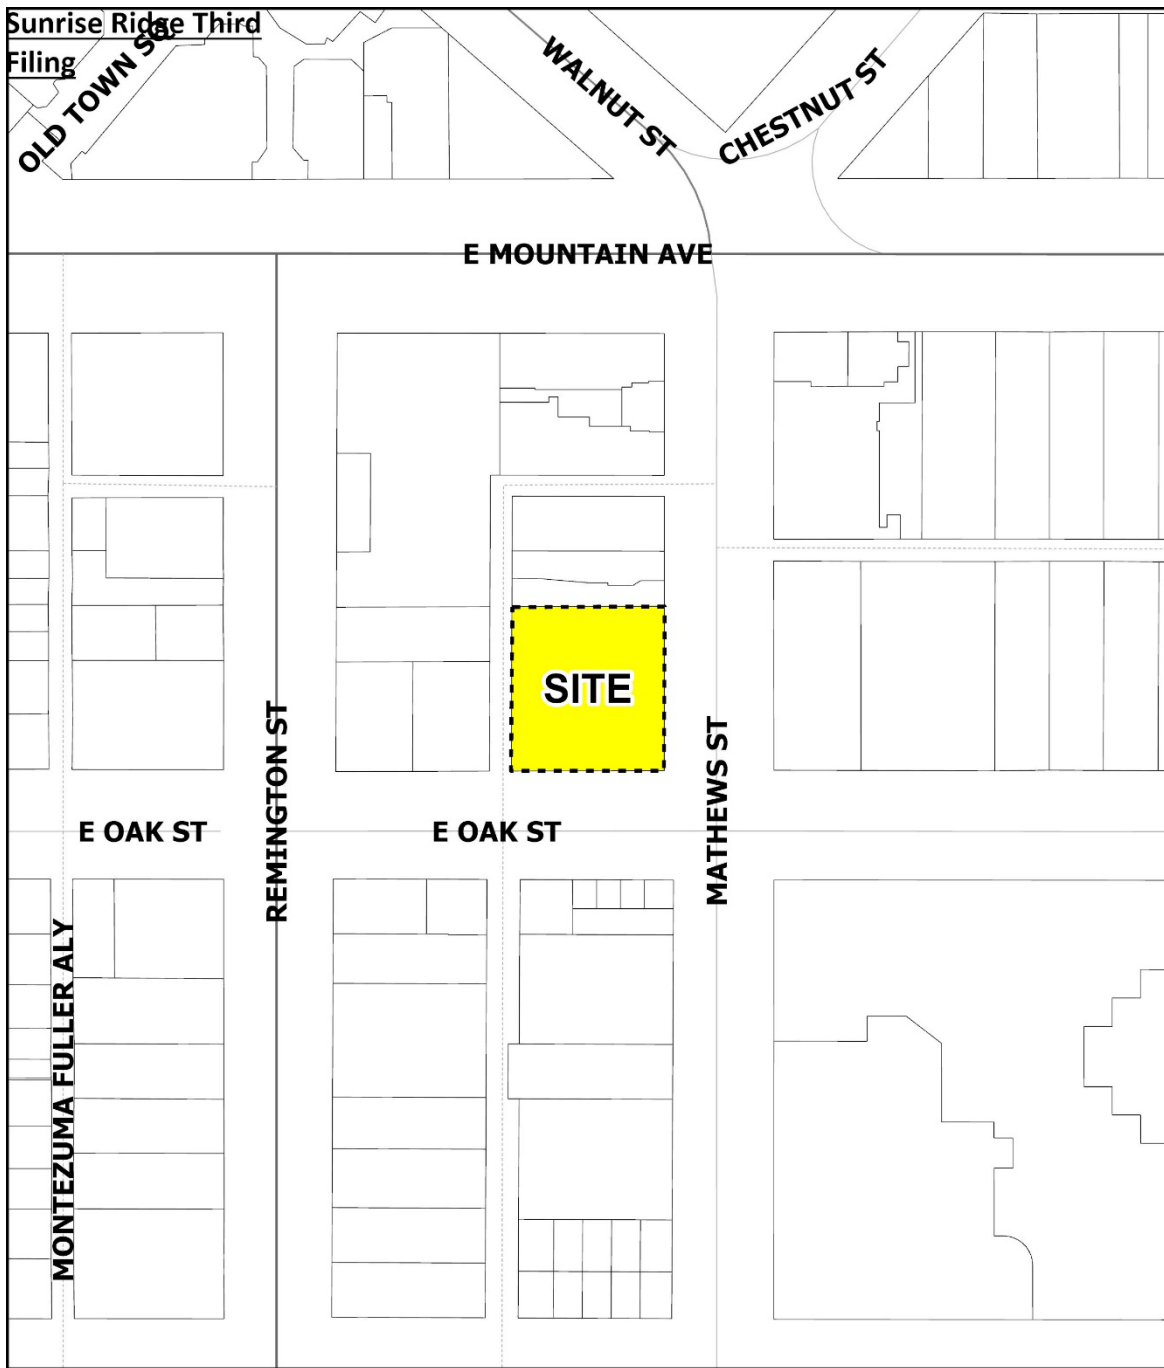 Sunrise Ridge Third
Filing
OLD TOWN SQ
WALNUT ST
CHESTNUT ST
E MOUNTAIN AVE
SITE
REMINGTON ST
MATHEWS ST
E OAK ST
E OAK ST
MONTEZUMA FULLER ALY